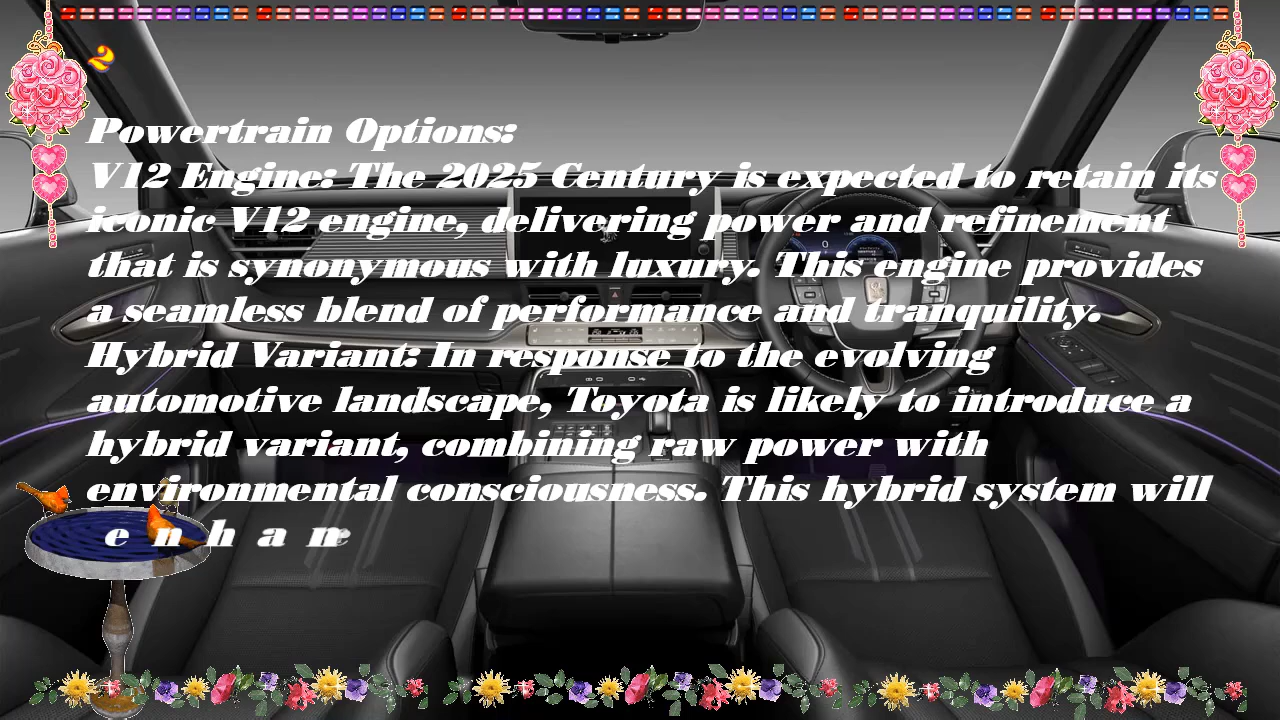 2
Powertrain Options:
V12 Engine: The 2025 Century is expected to retain its
iconic V12 engine, delivering power and refinement
that is synonymous with luxury. This engine provides
a seamless blend of performance and tranquility.
Hybrid Variant: In response to the evolving
automotive landscape, Toyota is likely to introduce a
hybrid variant, combining raw power with
environmental consciousness. This hybrid system will